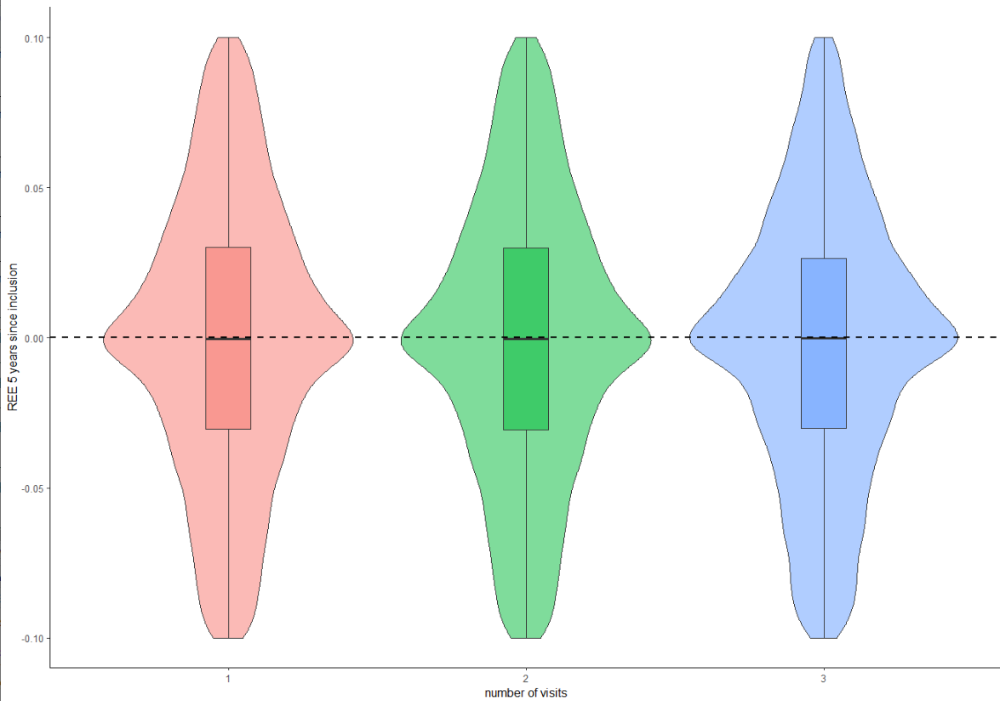 0.10
0.05
0.00
-0.05
-0.10
REE 5 years since inclusion
1 2 3
number of visits